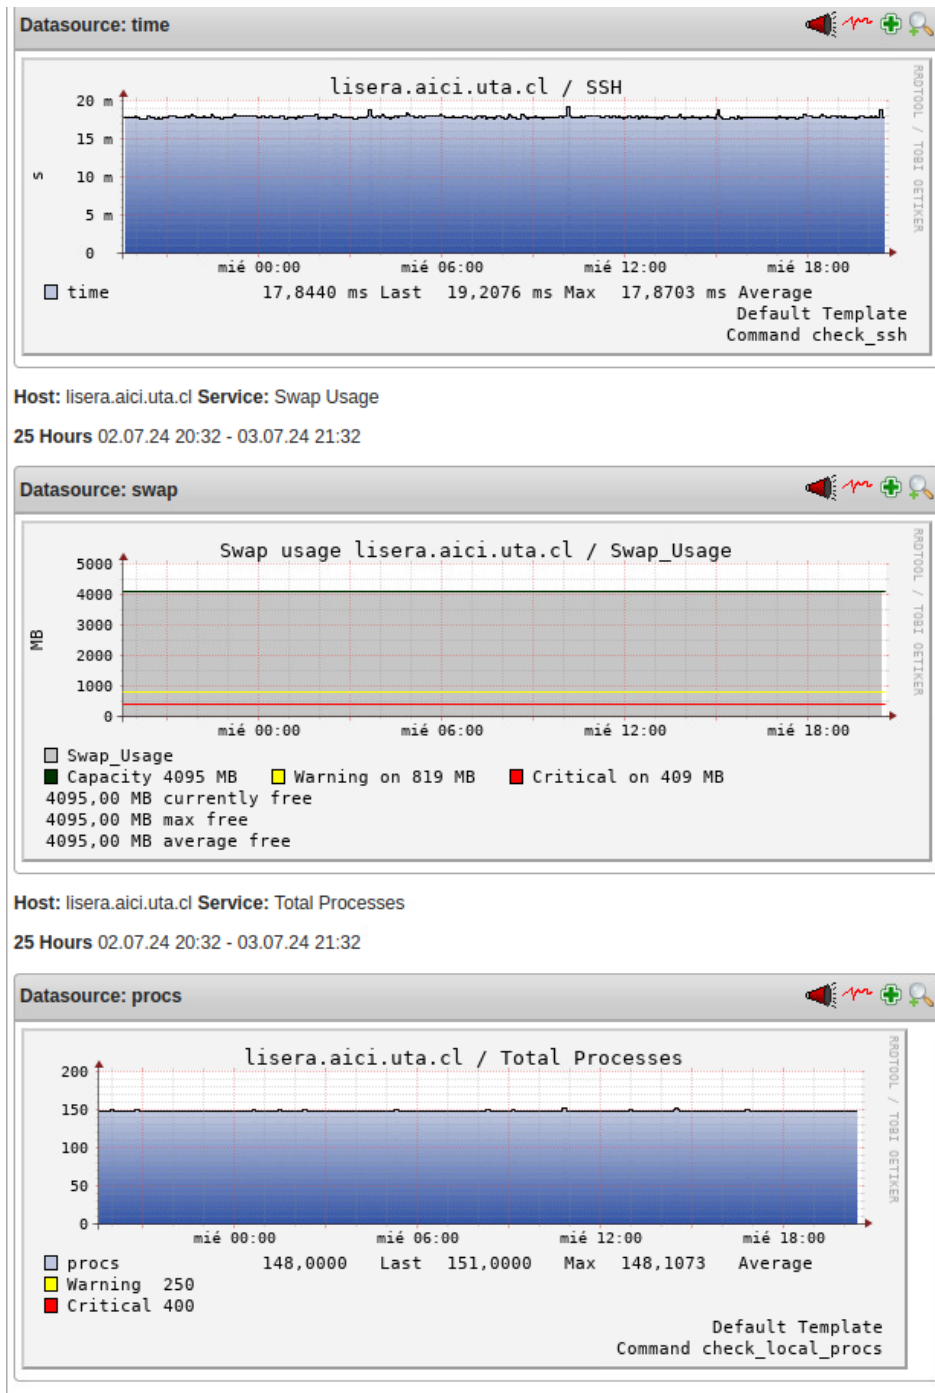 Datasource: time
lisera.aici.uta.cl / SSH
RRDTOOL / TOBI OETIKER
20 m
15 m
10 m
5 m
0
s
mié 00:00 mié 06:00 mié 12:00 mié 18:00
time 17,8440 ms Last 19,2076 ms Max 17,8703 ms Average
Default Template
Command check_ssh
Host: lisera.aici.uta.cl Service: Swap Usage
25 Hours 02.07.24 20:32 - 03.07.24 21:32
Datasource: swap
Swap usage lisera.aici.uta.cl / Swap_Usage
RRDTOOL / TOBI OETIKER
5000
4000
3000
2000
1000
0
MB
mié 00:00 mié 06:00 mié 12:00 mié 18:00
Swap_Usage
Capacity 4095 MB Warning on 819 MB Critical on 409 MB
4095,00 MB currently free
4095,00 MB max free
4095,00 MB average free
Host: lisera.aici.uta.cl Service: Total Processes
25 Hours 02.07.24 20:32 - 03.07.24 21:32
Datasource: procs
lisera.aici.uta.cl / Total Processes
RRDTOOL / TOBI OETIKER
200
150
100
50
0
mié 00:00 mié 06:00 mié 12:00 mié 18:00
procs 148,0000 Last 151,0000 Max 148,1073 Average
Warning 250
Critical 400
Default Template
Command check_local_procs